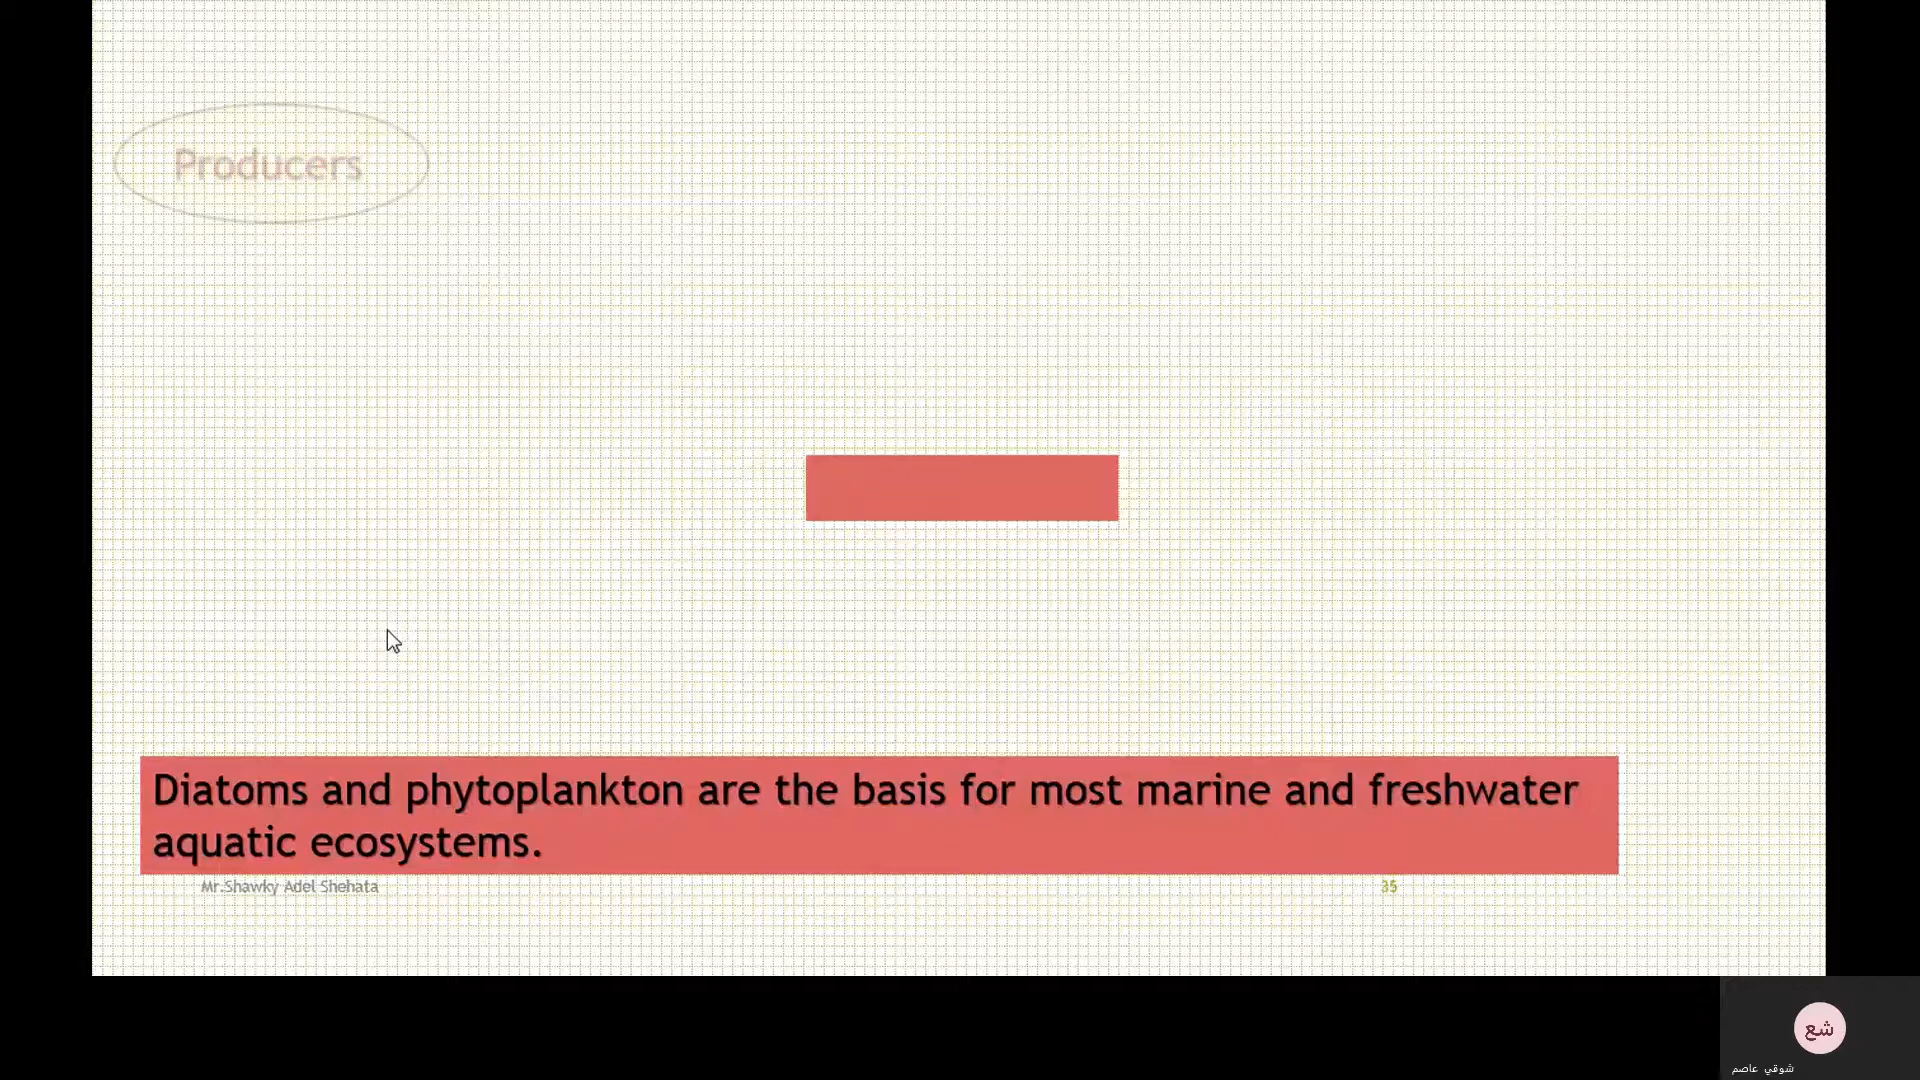 Producers
Diatoms and phytoplankton are the basis for most marine and freshwater
aquatic ecosystems.
Mr.Shawky Adel Shehata
35
شع
شوقي عاصم